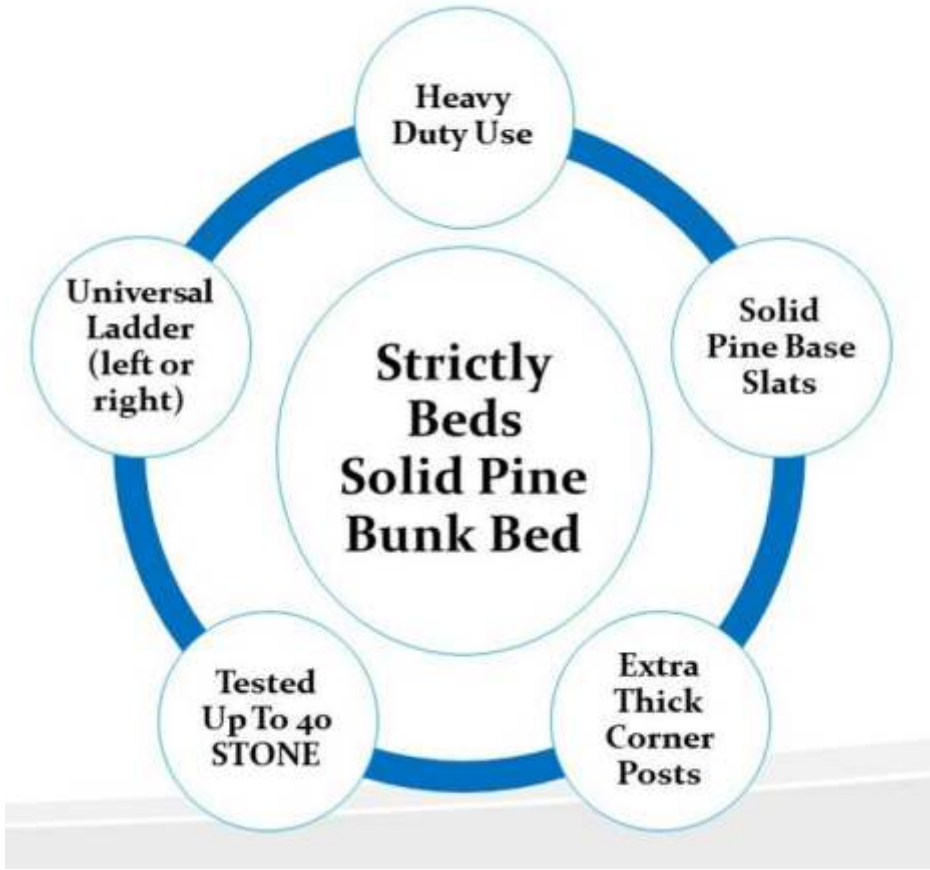 Heavy
Duty Use
Solid
Pine Base
Slats
Extra
Thick
Corner
Posts
Tested
Up To 40
STONE
Universal
Ladder
(left or
right)
Strictly
Beds
Solid Pine
Bunk Bed